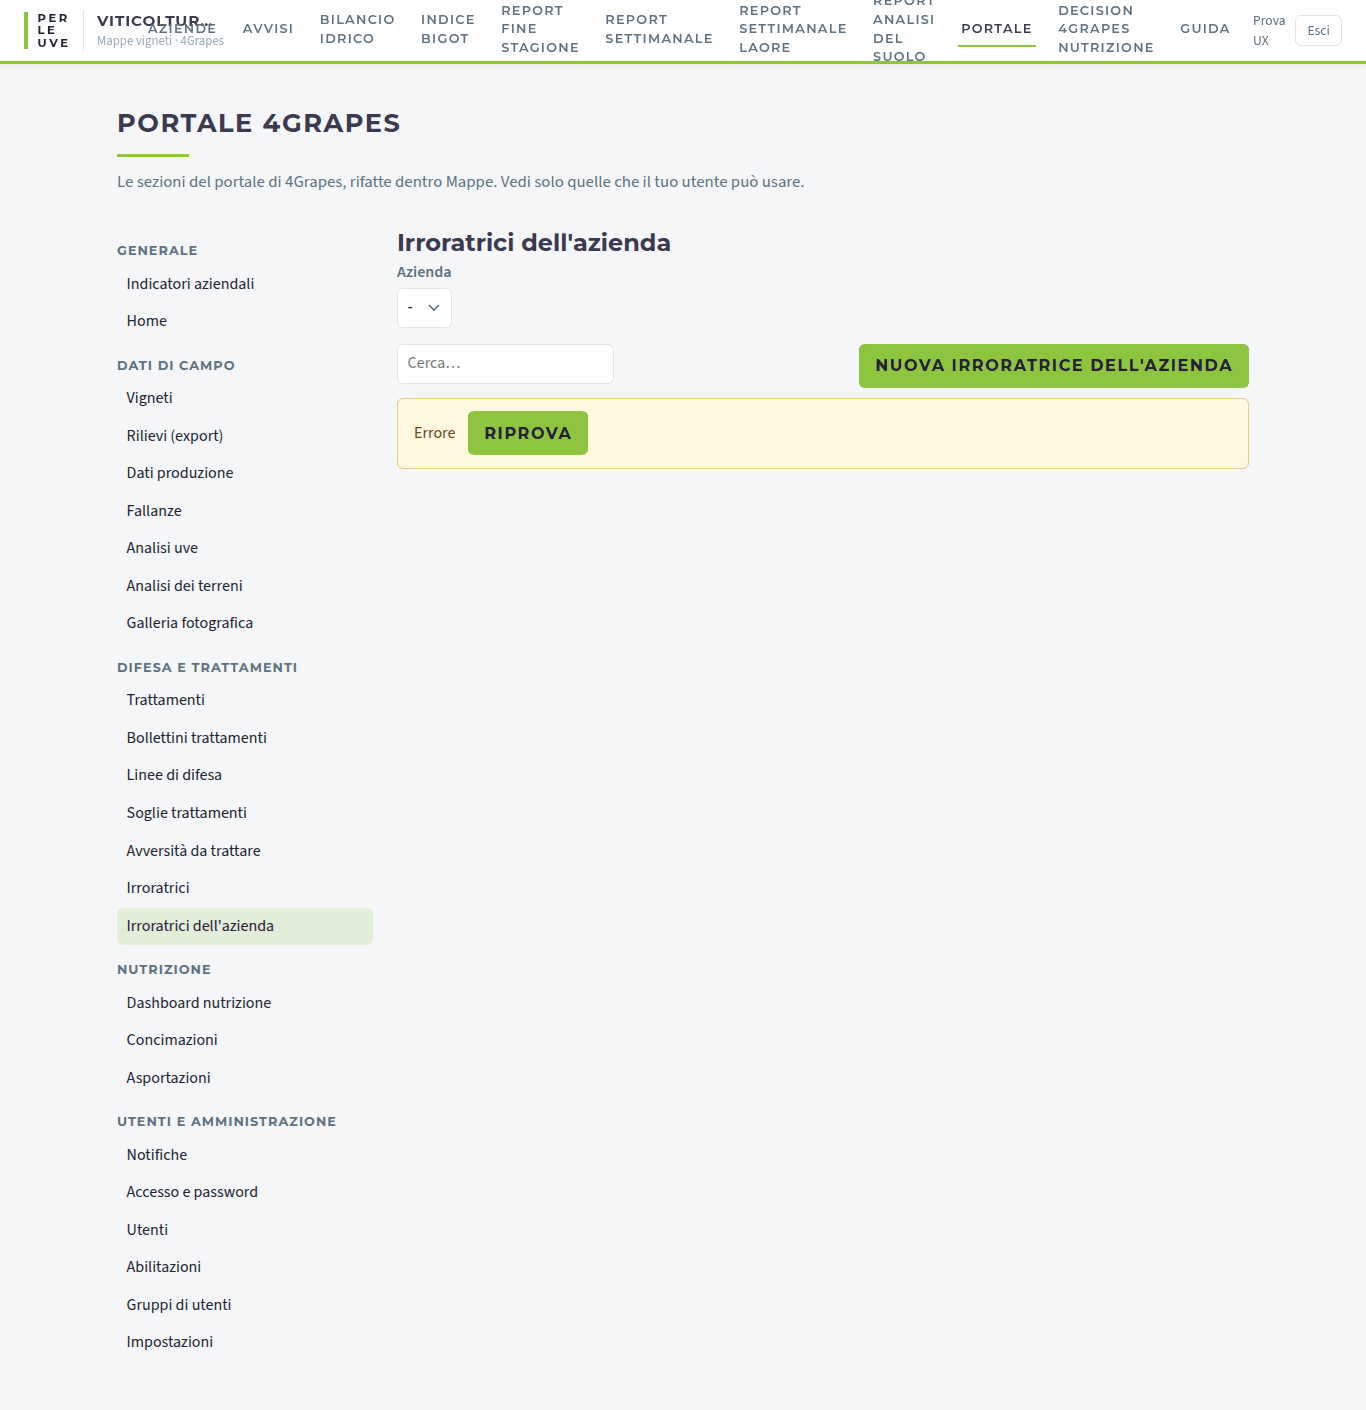 PER
LE
UVE
VITICOLTUR…
Mappe vigneti · 4Grapes
AZIENDE
AVVISI
BILANCIO
IDRICO
INDICE
BIGOT
REPORT
FINE
STAGIONE
REPORT
SETTIMANALE
REPORT
SETTIMANALE
LAORE
REPORT
ANALISI
DEL
SUOLO
PORTALE
DECISION
4GRAPES
NUTRIZIONE
GUIDA
Prova
UX
Esci
PORTALE 4GRAPES
Le sezioni del portale di 4Grapes, rifatte dentro Mappe. Vedi solo quelle che il tuo utente può usare.
GENERALE
Indicatori aziendali
Home
DATI DI CAMPO
Vigneti
Rilievi (export)
Dati produzione
Fallanze
Analisi uve
Analisi dei terreni
Galleria fotografica
DIFESA E TRATTAMENTI
Trattamenti
Bollettini trattamenti
Linee di difesa
Soglie trattamenti
Avversità da trattare
Irroratrici
Irroratrici dell'azienda
NUTRIZIONE
Dashboard nutrizione
Concimazioni
Asportazioni
UTENTI E AMMINISTRAZIONE
Notifiche
Accesso e password
Utenti
Abilitazioni
Gruppi di utenti
Impostazioni
Irroratrici dell'azienda
Azienda
-
Cerca…
NUOVA IRRORATRICE DELL'AZIENDA
Errore
RIPROVA